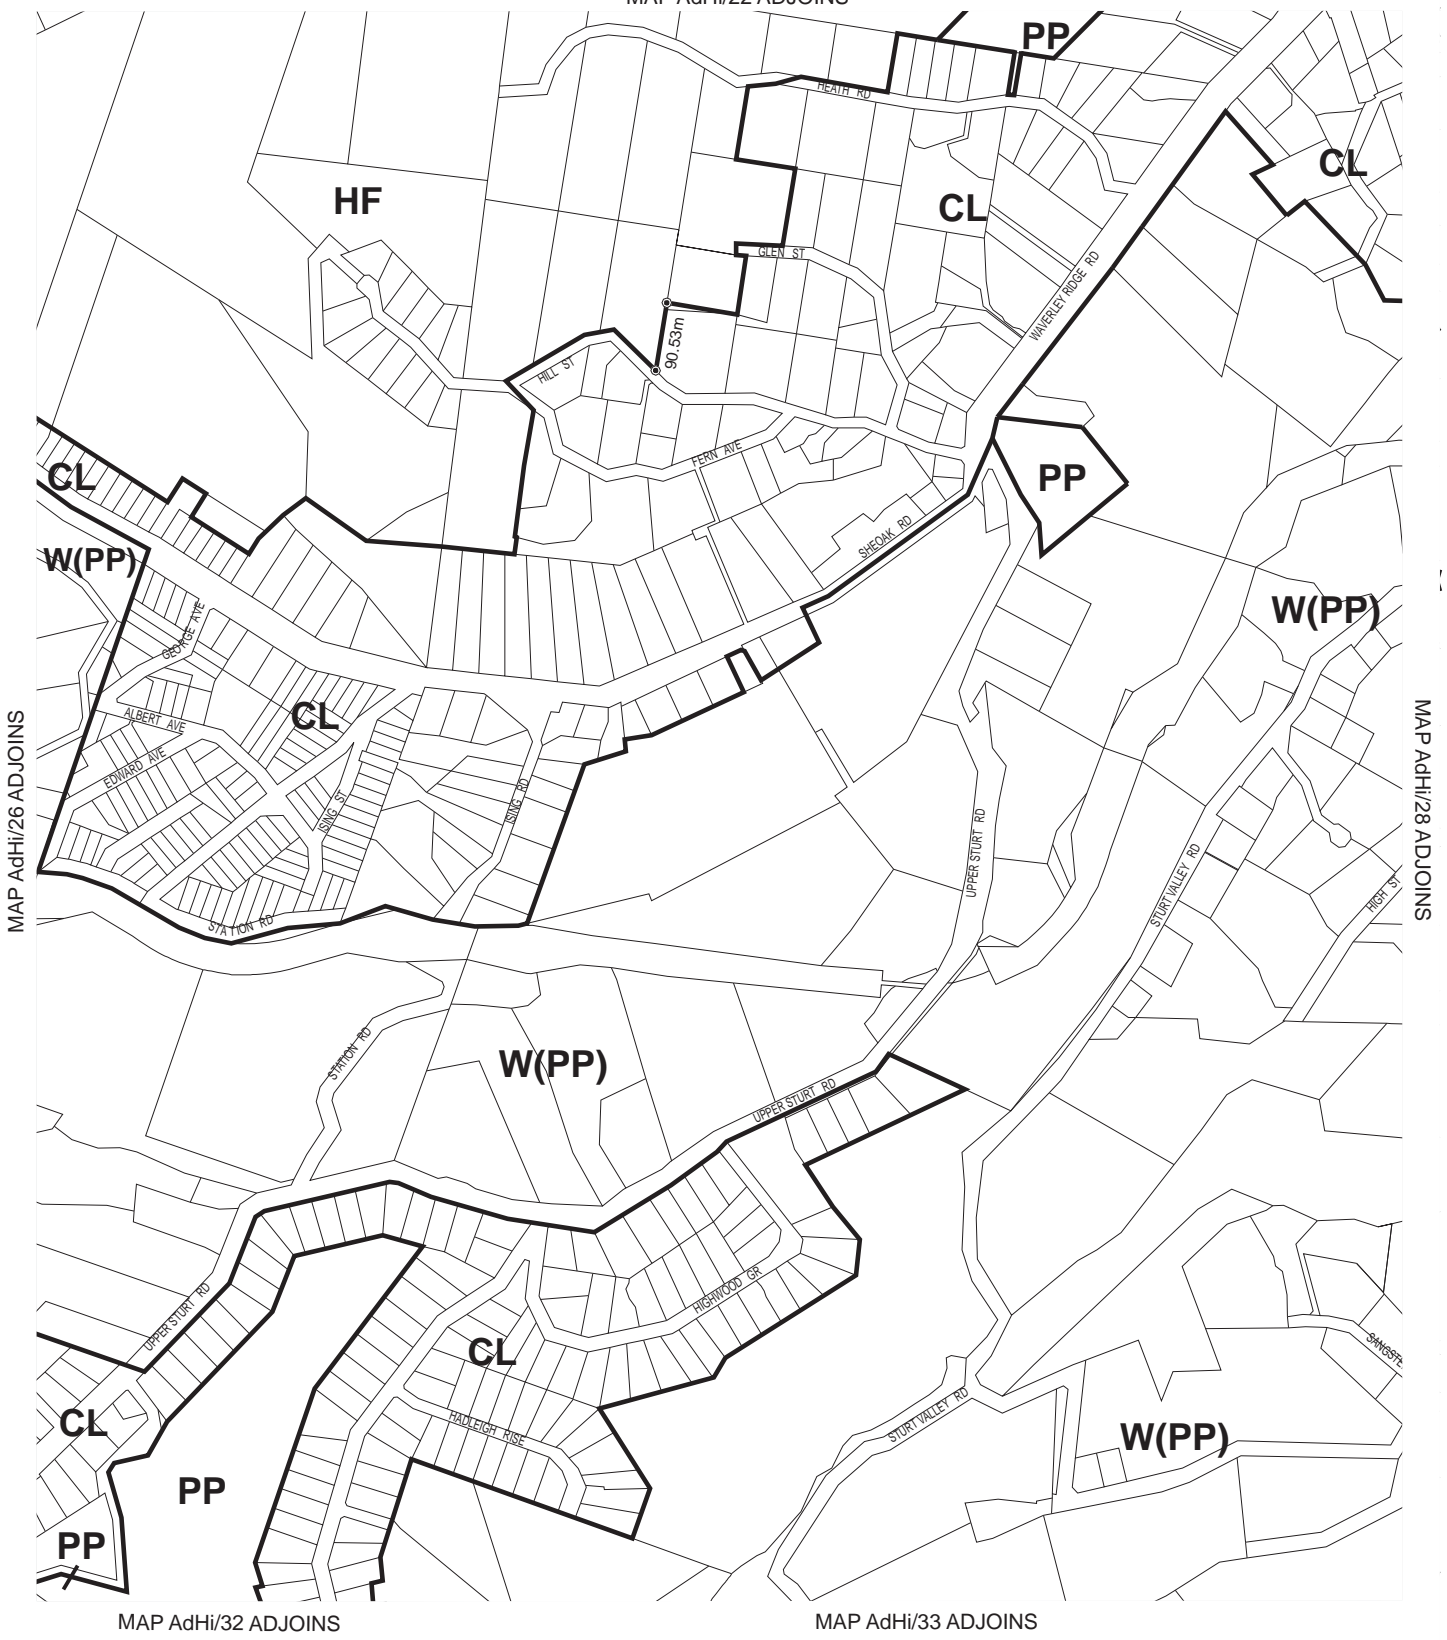 MAP AdHi/22 ADJOINS
PP
HEATH RD
CL
HF
CL
GLEN ST
WAVERLEY RIDGE RD
90.53m
HILL ST
FERN AVE
CL
PP
SHEOAK RD
W(PP)
W(PP)
GEORGE AVE
CL
ALBERT AVE
EDWARD AVE
ISING ST
ISING RD
MAP AdHi/26 ADJOINS
MAP AdHi/28 ADJOINS
UPPER STURT RD
STURT VALLEY RD
HIGH ST
STATION RD
STATION RD
W(PP)
UPPER STURT RD
UPPER STURT RD
HIGHWOOD GR
CL
HADLEIGH RISE
CL
STURT VALLEY RD
SANGSTE
W(PP)
PP
PP
MAP AdHi/32 ADJOINS
MAP AdHi/33 ADJOINS